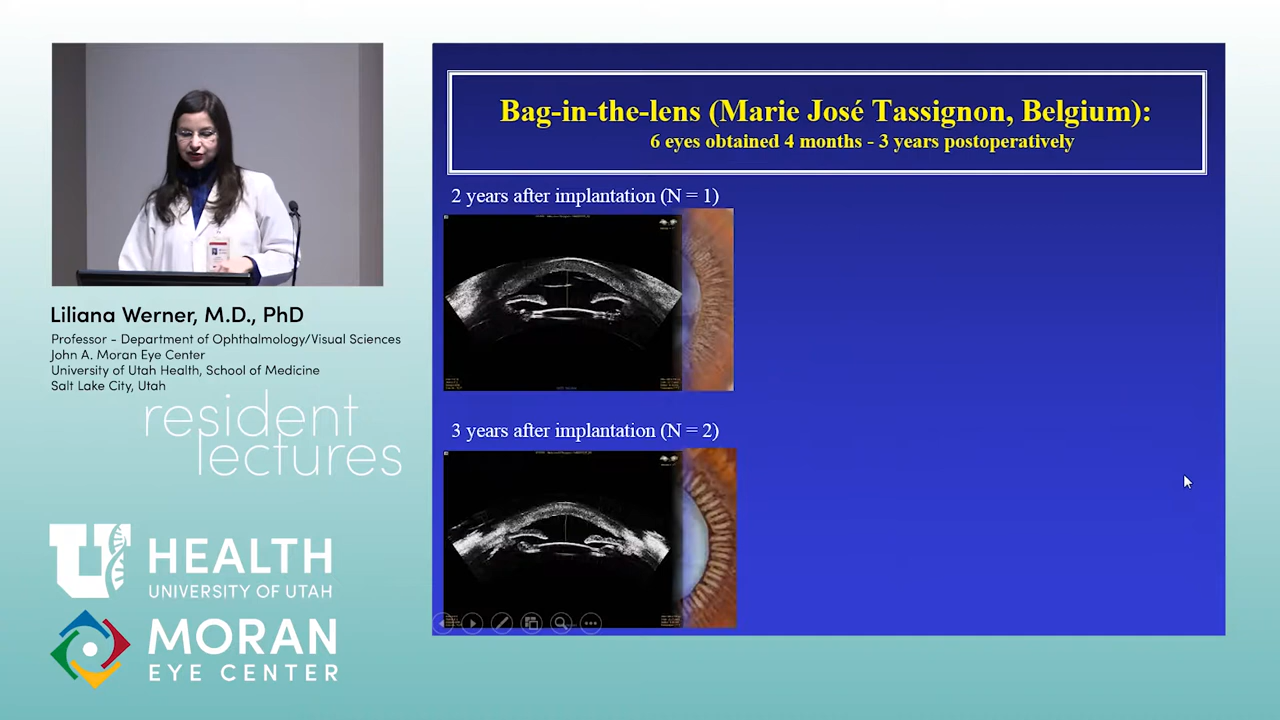 Liliana Werner, M.D., PhD
Professor - Department of Ophthalmology/Visual Sciences
John A. Moran Eye Center
University of Utah Health, School of Medicine
Salt Lake City, Utah
resident
lectures
U HEALTH
UNIVERSITY OF UTAH
MORAN
EYE CENTER
Bag-in-the-lens (Marie José Tassignon, Belgium):
6 eyes obtained 4 months - 3 years postoperatively
2 years after implantation (N = 1)
3 years after implantation (N = 2)